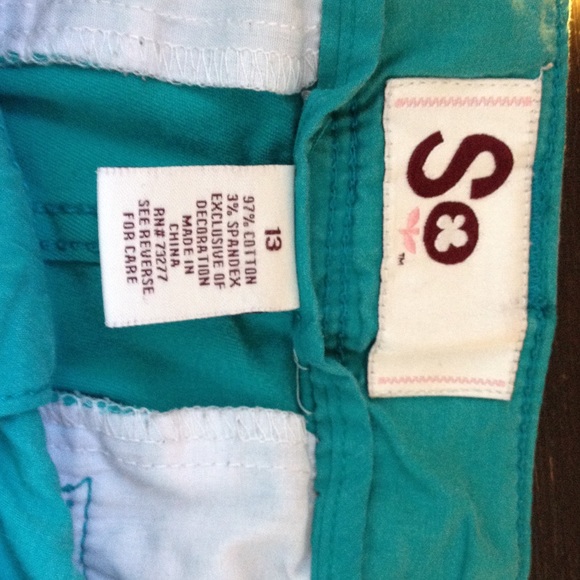 So
TM
13
97% COTTON
3% SPANDEX
EXCLUSIVE OF
DECORATION
MADE IN
CHINA
RN# 73277
SEE REVERSE
FOR CARE